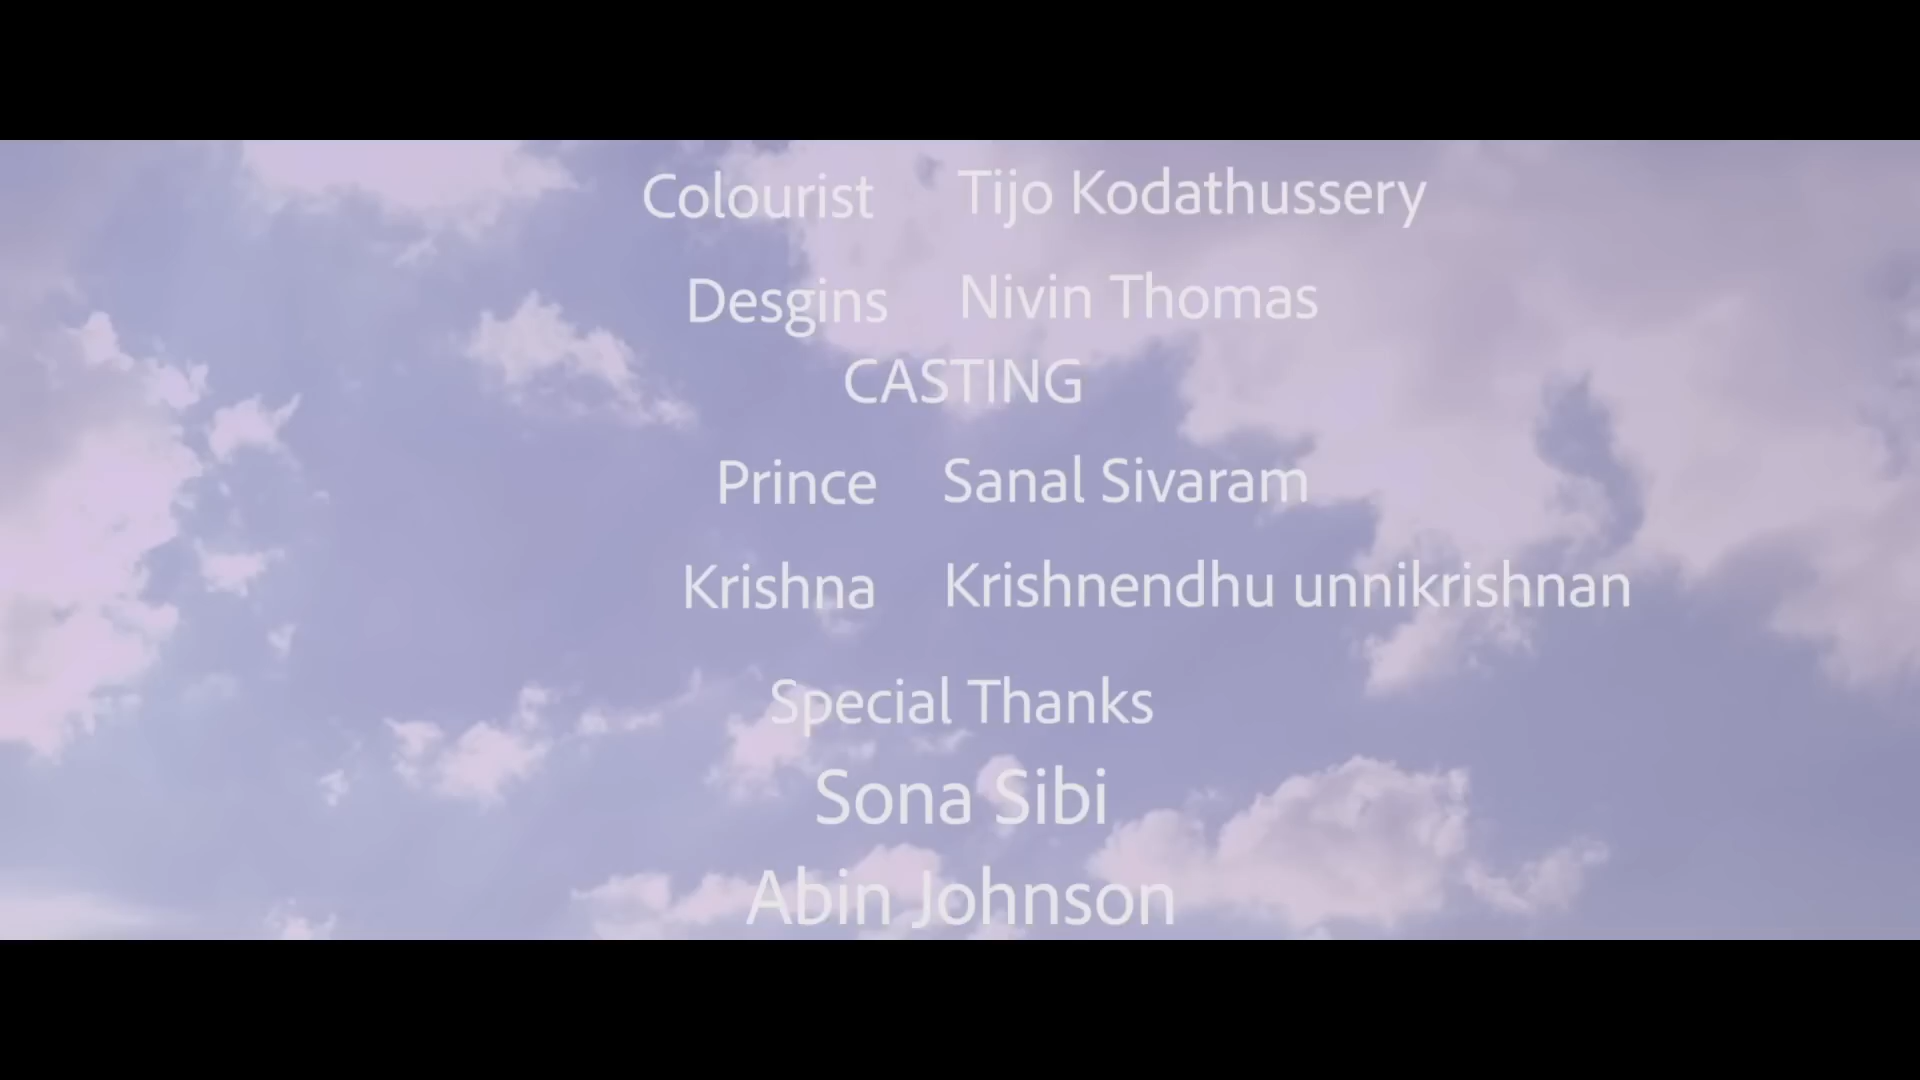 Colourist Tijo Kodathussery
Desgins Nivin Thomas
CASTING
Prince Sanal Sivaram
Krishna Krishnendhu unnikrishnan
Special Thanks
Sona Sibi
Abin Johnson